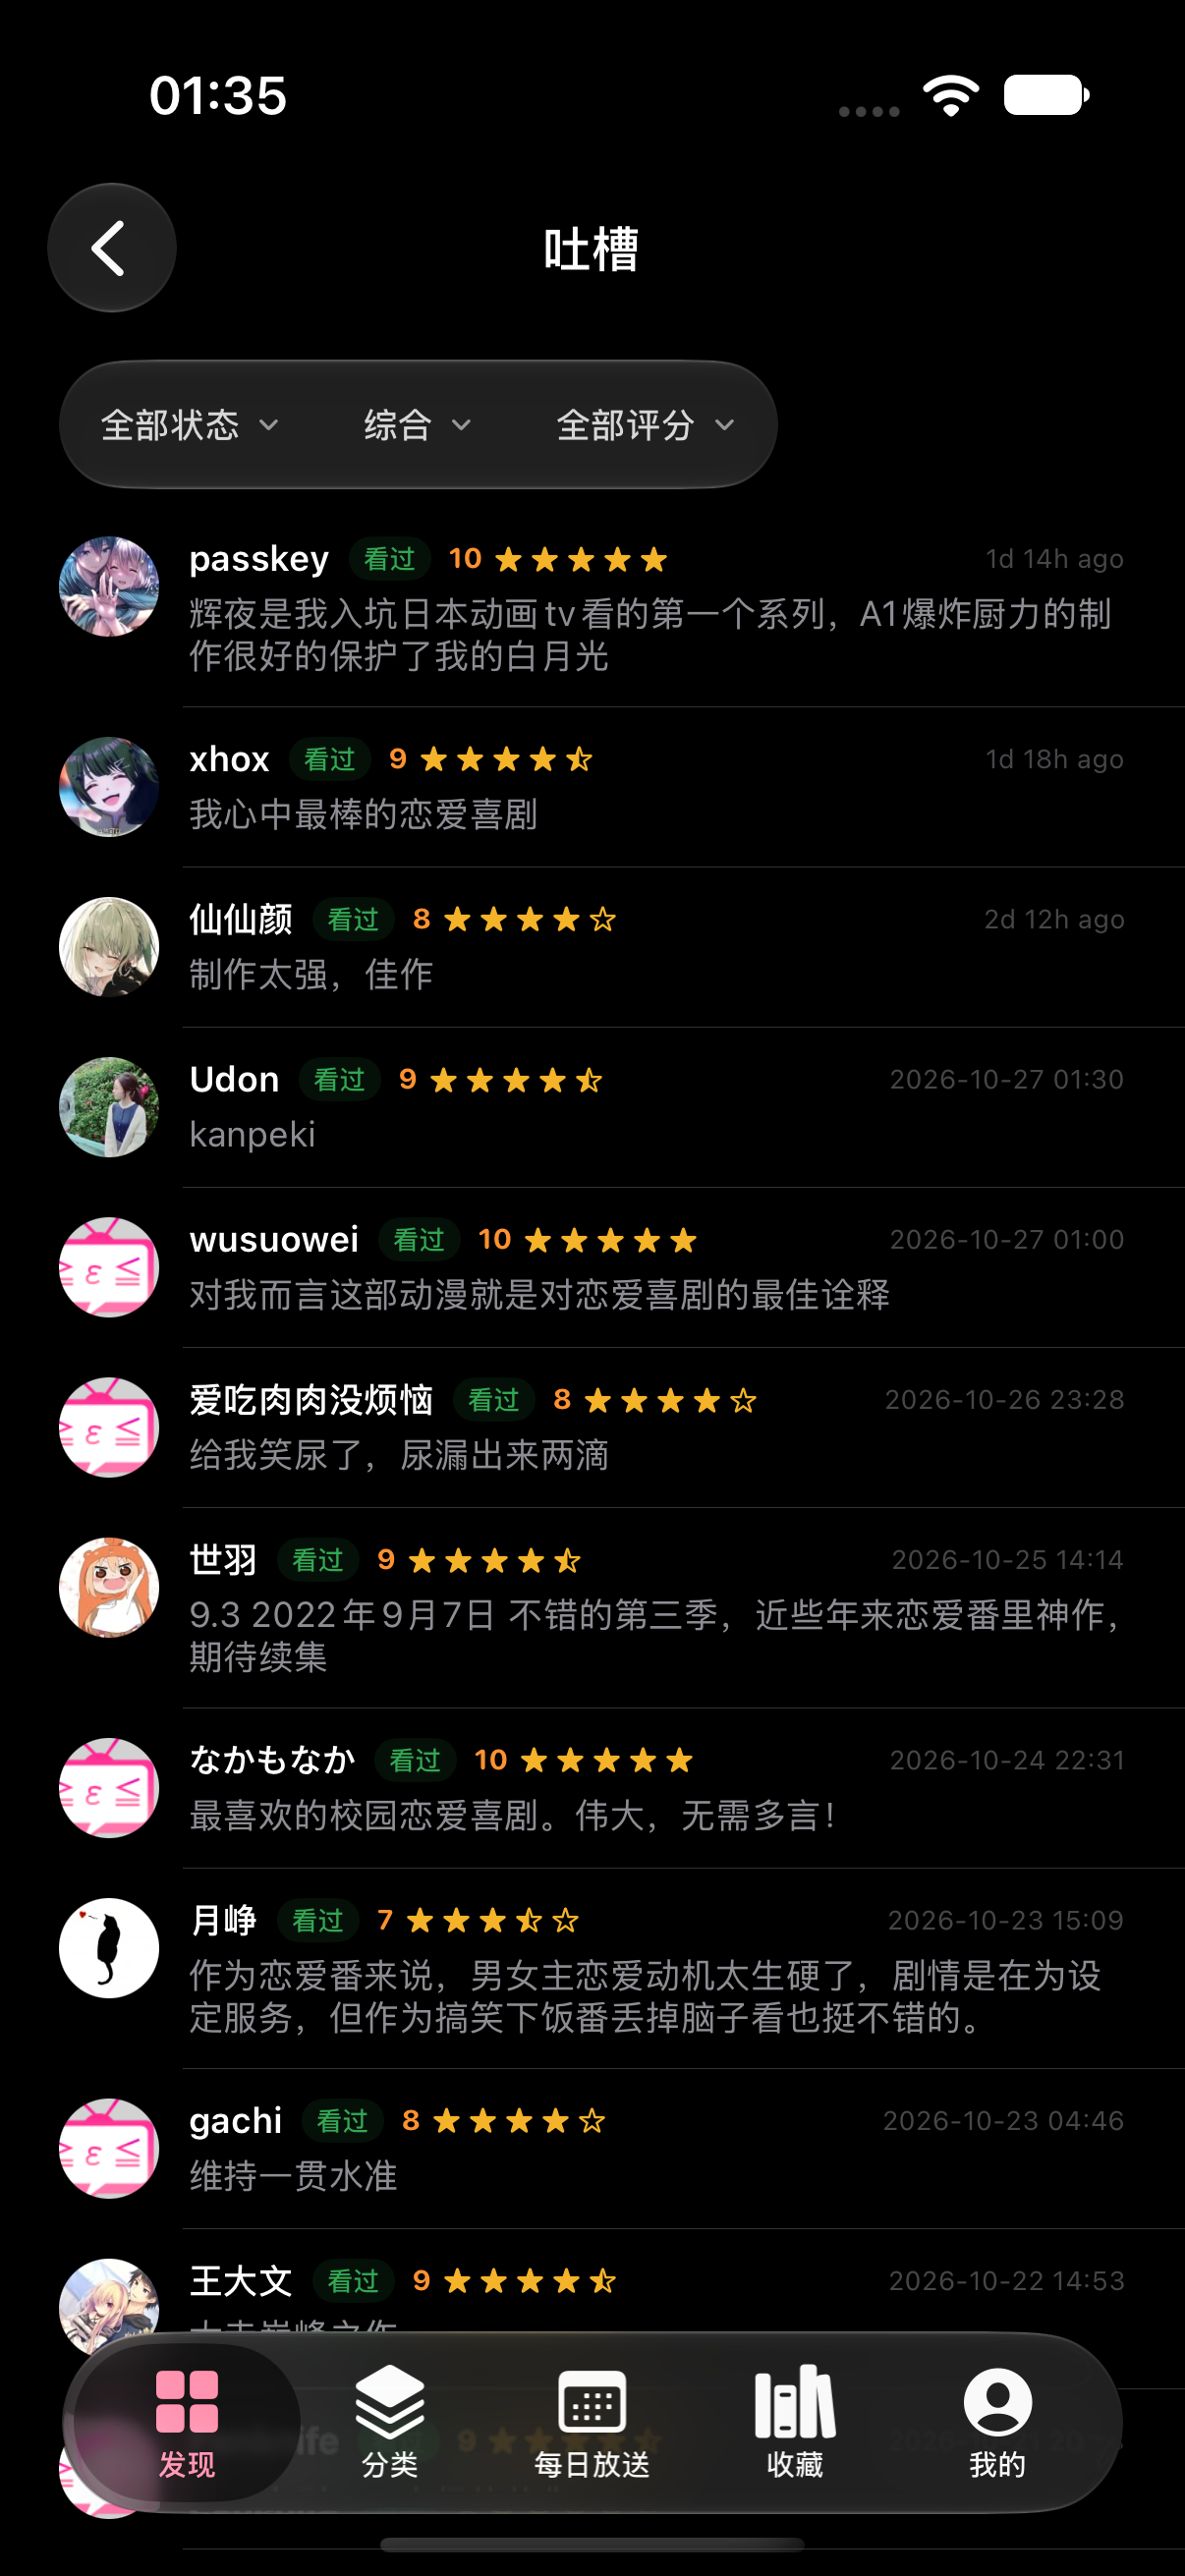 01:35
吐槽
全部状态 综合 全部评分
passkey 看过 10 1d 14h ago
辉夜是我入坑日本动画tv看的第一个系列，A1爆炸厨力的制
作很好的保护了我的白月光
xhox 看过 9 1d 18h ago
我心中最棒的恋爱喜剧
仙仙颜 看过 8 2d 12h ago
制作太强，佳作
Udon 看过 9 2026-10-27 01:30
kanpeki
wusuowei 看过 10 2026-10-27 01:00
对我而言这部动漫就是对恋爱喜剧的最佳诠释
爱吃肉肉没烦恼 看过 8 2026-10-26 23:28
给我笑尿了，尿漏出来两滴
世羽 看过 9 2026-10-25 14:14
9.3 2022年9月7日 不错的第三季，近些年来恋爱番里神作，
期待续集
なかもなか 看过 10 2026-10-24 22:31
最喜欢的校园恋爱喜剧。伟大，无需多言！
月峥 看过 7 2026-10-23 15:09
作为恋爱番来说，男女主恋爱动机太生硬了，剧情是在为设
定服务，但作为搞笑下饭番丢掉脑子看也挺不错的。
gachi 看过 8 2026-10-23 04:46
维持一贯水准
王大文 看过 9 2026-10-22 14:53
发现 分类 每日放送 收藏 我的